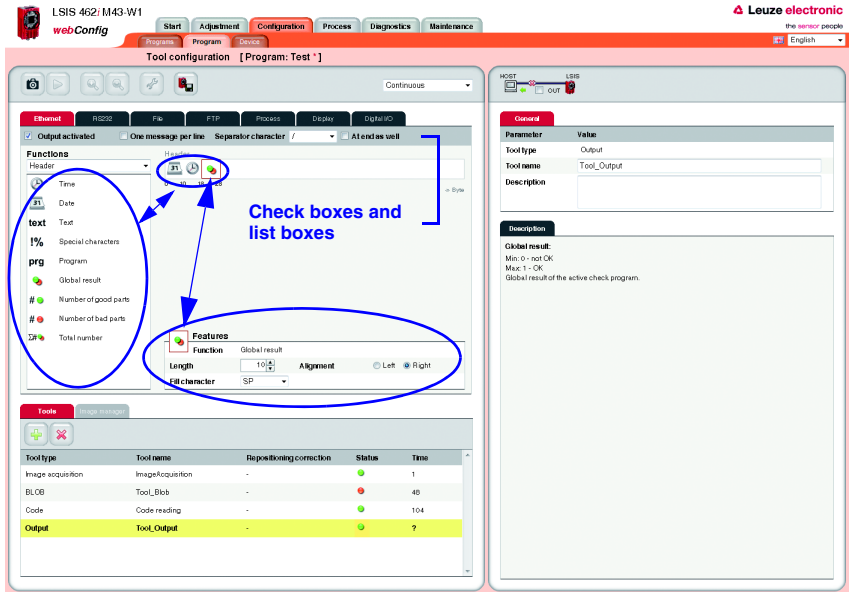 LSIS 462i M43-W1
webConfig
Leuze electronic
the sensor people
Start Adjustment Configuration Process Diagnostics Maintenance
Programs Program Device
English
Tool configuration [ Program: Test * ]
Continuous
HOST LSIS
OUT
Ethernet RS232 File FTP Process Display Digital I/O
Output activated One message per line Separator character / At end as well
Functions
Header
Header
31
0 10 18 28
∞ Byte
Time
31 Date
text Text
!% Special characters
prg Program
Global result
# Number of good parts
# Number of bad parts
Σ# Total number
Check boxes and
list boxes
Features
Function Global result
Length 10 Alignment Left Right
Fill character SP
Tools Image manager
Tool type Tool name Repositioning correction Status Time
Image acquisition ImageAcquisition - 1
BLOB Tool_Blob - 48
Code Code reading - 104
Output Tool_Output - ?
General
Parameter Value
Tool type Output
Tool name Tool_Output
Description
Description
Global result:
Min: 0 - not OK
Max: 1 - OK
Global result of the active check program.